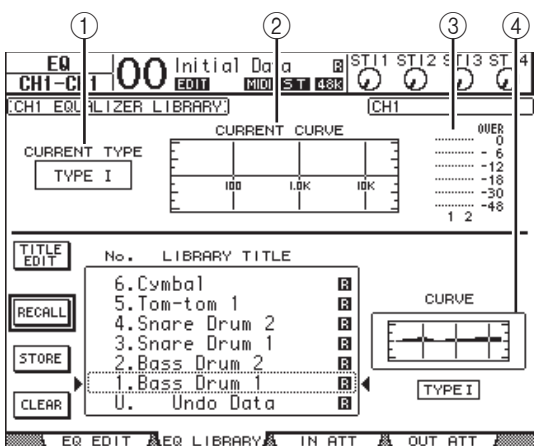 ① ② ③ ④
EQ
CH1-CH1
00 Initial Data R
EDIT MIDI ST 48K
ST1 ST2 ST3 ST4
CH1 EQUALIZER LIBRARY
CH1
CURRENT TYPE
TYPE I
CURRENT CURVE
100 1.0K 10K
OVER
0
-6
-12
-18
-30
-48
1 2
TITLE EDIT
RECALL
STORE
CLEAR
No. LIBRARY TITLE
6.Cymbal R
5.Tom-tom 1 R
4.Snare Drum 2 R
3.Snare Drum 1 R
2.Bass Drum 2 R
1.Bass Drum 1 R
U. Undo Data R
CURVE
TYPE I
EQ EDIT EQ LIBRARY IN ATT OUT ATT